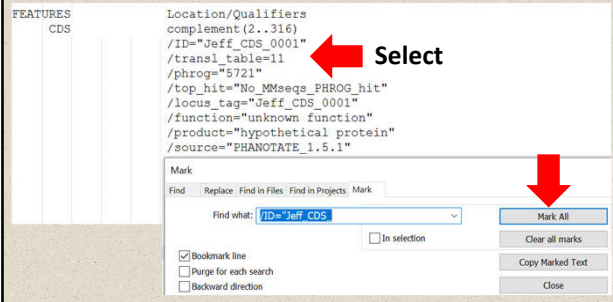 FEATURES Location/Qualifiers
CDS complement(2..316)
/ID="Jeff_CDS_0001"
/transl_table=11
Select
/phrog="5721"
/top_hit="No_MMseqs_PHROG_hit"
/locus_tag="Jeff_CDS_0001"
/function="unknown function"
/product="hypothetical protein"
/source="PHANOTATE_1.5.1"
Mark
Find Replace Find in Files Find in Projects Mark
Find what: /ID="Jeff_CDS_ Mark All
In selection Clear all marks
Bookmark line Copy Marked Text
Purge for each search
Backward direction Close